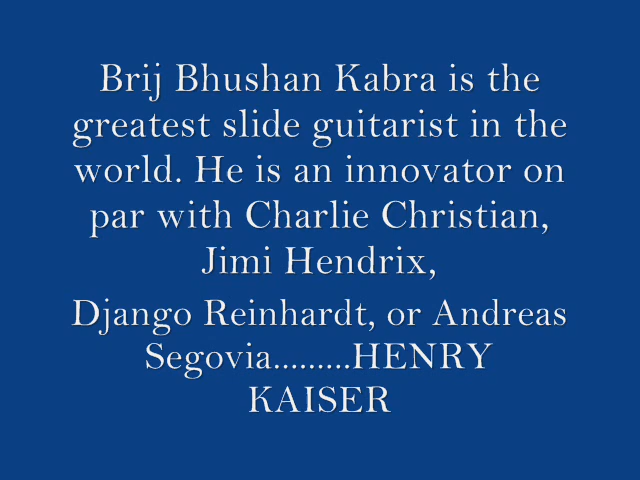 Brij Bhushan Kabra is the
greatest slide guitarist in the
world. He is an innovator on
par with Charlie Christian,
Jimi Hendrix,
Django Reinhardt, or Andreas
Segovia.........HENRY
KAISER